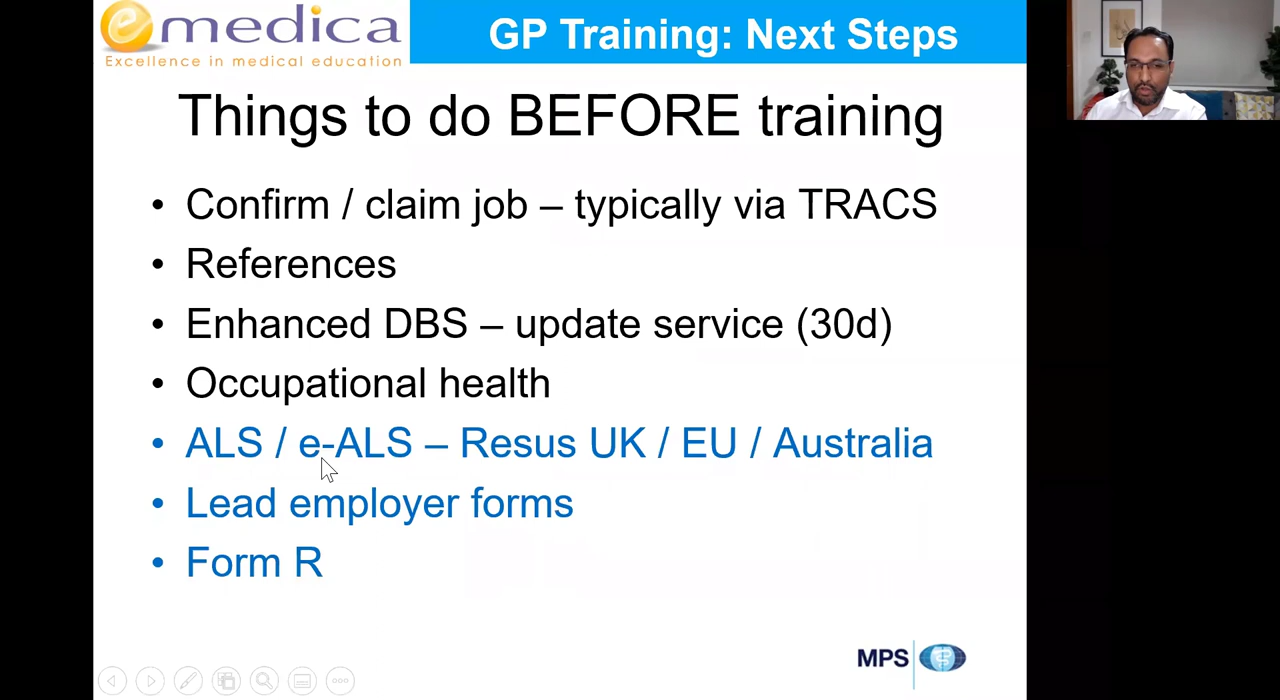 emedica
Excellence in medical education
GP Training: Next Steps
Things to do BEFORE training
• Confirm / claim job – typically via TRACS
• References
• Enhanced DBS – update service (30d)
• Occupational health
• ALS / e-ALS – Resus UK / EU / Australia
• Lead employer forms
• Form R
MPS